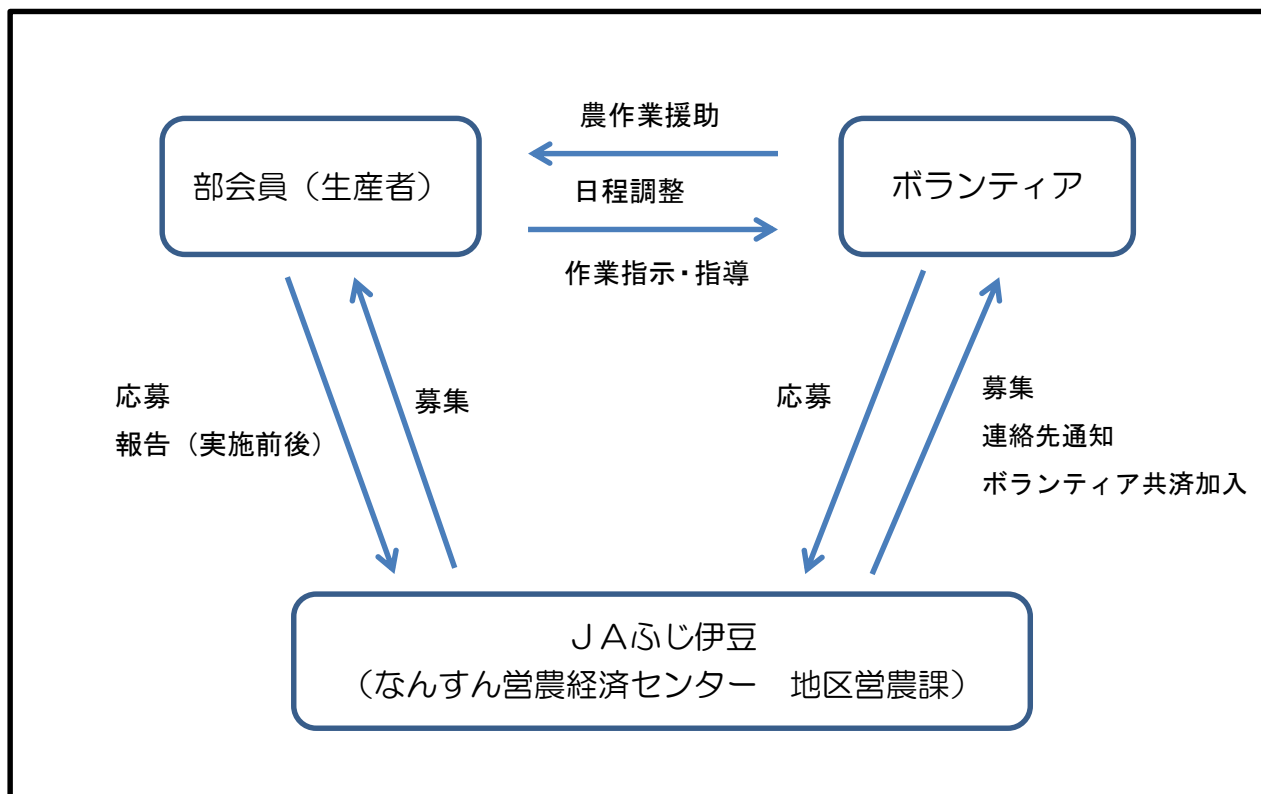 農作業援助
部会員（生産者）
日程調整
ボランティア
作業指示・指導
応募
報告（実施前後）
募集
応募
募集
連絡先通知
ボランティア共済加入
ＪＡふじ伊豆
（なんすん営農経済センター　地区営農課）